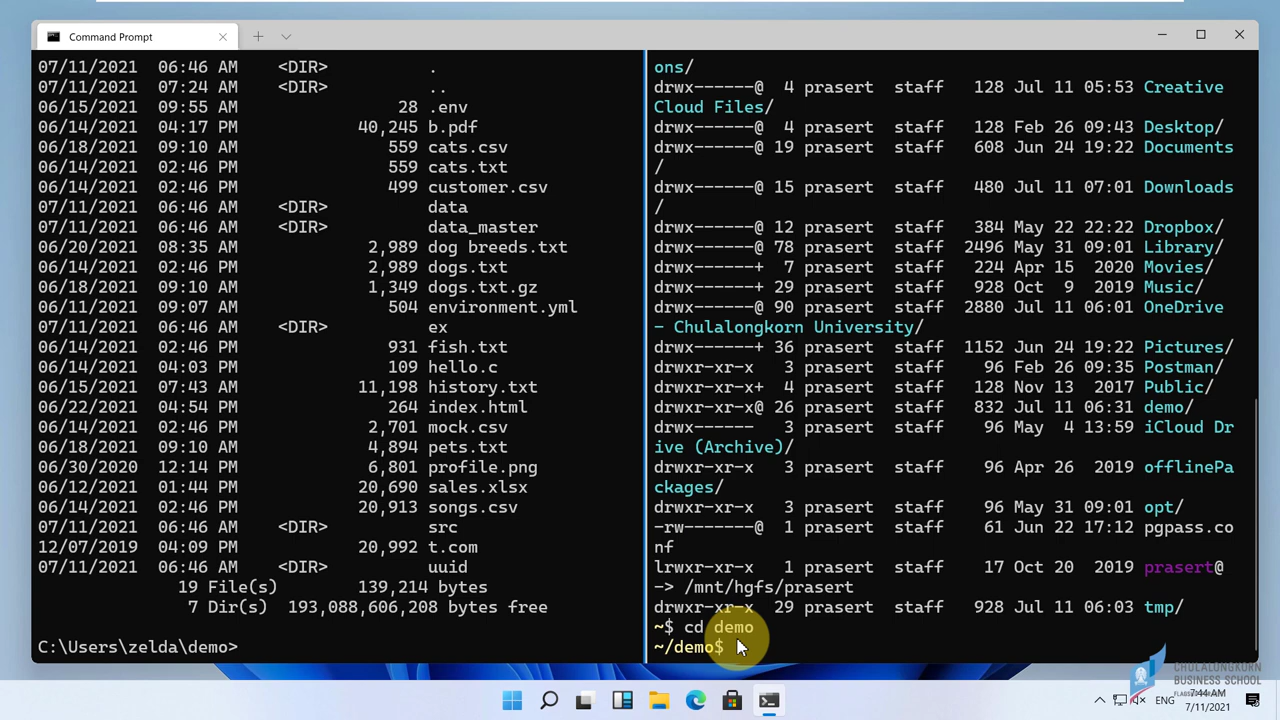 Command Prompt
07/11/2021 06:46 AM <DIR> .
07/11/2021 07:24 AM <DIR> ..
06/15/2021 09:55 AM 28 .env
06/14/2021 04:17 PM 40,245 b.pdf
06/18/2021 09:10 AM 559 cats.csv
06/14/2021 02:46 PM 559 cats.txt
06/14/2021 02:46 PM 499 customer.csv
07/11/2021 06:46 AM <DIR> data
07/11/2021 06:46 AM <DIR> data_master
06/20/2021 08:35 AM 2,989 dog breeds.txt
06/14/2021 02:46 PM 2,989 dogs.txt
06/18/2021 09:10 AM 1,349 dogs.txt.gz
06/11/2021 09:07 AM 504 environment.yml
07/11/2021 06:46 AM <DIR> ex
06/14/2021 02:46 PM 931 fish.txt
06/14/2021 04:03 PM 109 hello.c
06/15/2021 07:43 AM 11,198 history.txt
06/22/2021 04:54 PM 264 index.html
06/14/2021 02:46 PM 2,701 mock.csv
06/18/2021 09:10 AM 4,894 pets.txt
06/30/2020 12:14 PM 6,801 profile.png
06/12/2021 01:44 PM 20,690 sales.xlsx
06/14/2021 02:46 PM 20,913 songs.csv
07/11/2021 06:46 AM <DIR> src
12/07/2019 04:09 PM 20,992 t.com
07/11/2021 06:46 AM <DIR> uuid
19 File(s) 139,214 bytes
7 Dir(s) 193,088,606,208 bytes free
C:\Users\zelda\demo>
ons/
drwx------@ 4 prasert staff 128 Jul 11 05:53 Creative
Cloud Files/
drwx------@ 4 prasert staff 128 Feb 26 09:43 Desktop/
drwx------@ 19 prasert staff 608 Jun 24 19:22 Documents
/
drwx------@ 15 prasert staff 480 Jul 11 07:01 Downloads
/
drwx------@ 12 prasert staff 384 May 22 22:22 Dropbox/
drwx------@ 78 prasert staff 2496 May 31 09:01 Library/
drwx------+ 7 prasert staff 224 Apr 15 2020 Movies/
drwx------+ 29 prasert staff 928 Oct 9 2019 Music/
drwx------@ 90 prasert staff 2880 Jul 11 06:01 OneDrive
- Chulalongkorn University/
drwx------+ 36 prasert staff 1152 Jun 24 19:22 Pictures/
drwxr-xr-x 3 prasert staff 96 Feb 26 09:35 Postman/
drwxr-xr-x+ 4 prasert staff 128 Nov 13 2017 Public/
drwxr-xr-x@ 26 prasert staff 832 Jul 11 06:31 demo/
drwx------ 3 prasert staff 96 May 4 13:59 iCloud Dr
ive (Archive)/
drwxr-xr-x 3 prasert staff 96 Apr 26 2019 offlinePa
ckages/
drwxr-xr-x 3 prasert staff 96 May 31 09:01 opt/
-rw-------@ 1 prasert staff 61 Jun 22 17:12 pgpass.co
nf
lrwxr-xr-x 1 prasert staff 17 Oct 20 2019 prasert@
-> /mnt/hgfs/prasert
drwxr-xr-x 29 prasert staff 928 Jul 11 06:03 tmp/
~$ cd demo
~/demo$
CHULALONGKORN
BUSINESS SCHOOL
ENG
7:44 AM
7/11/2021